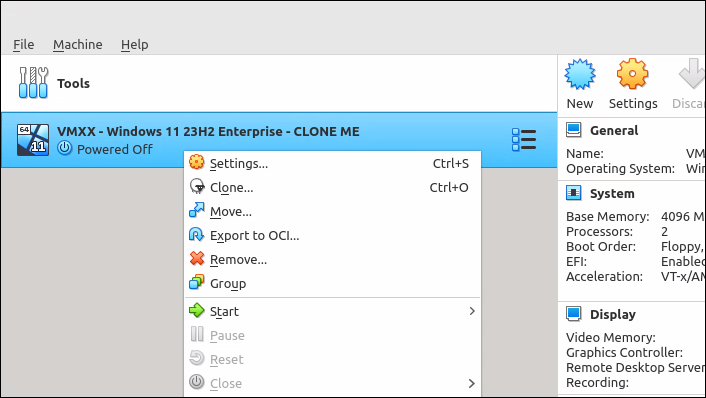 File Machine Help
Tools
New Settings Discar
64
11
VMXX - Windows 11 23H2 Enterprise - CLONE ME
Powered Off
Settings... Ctrl+S
Clone... Ctrl+O
Move...
Export to OCI...
Remove...
Group
Start
Pause
Reset
Close
General
Name: VM
Operating System: Win
System
Base Memory: 4096 M
Processors: 2
Boot Order: Floppy,
EFI: Enabled
Acceleration: VT-x/AM
Display
Video Memory:
Graphics Controller:
Remote Desktop Server
Recording: